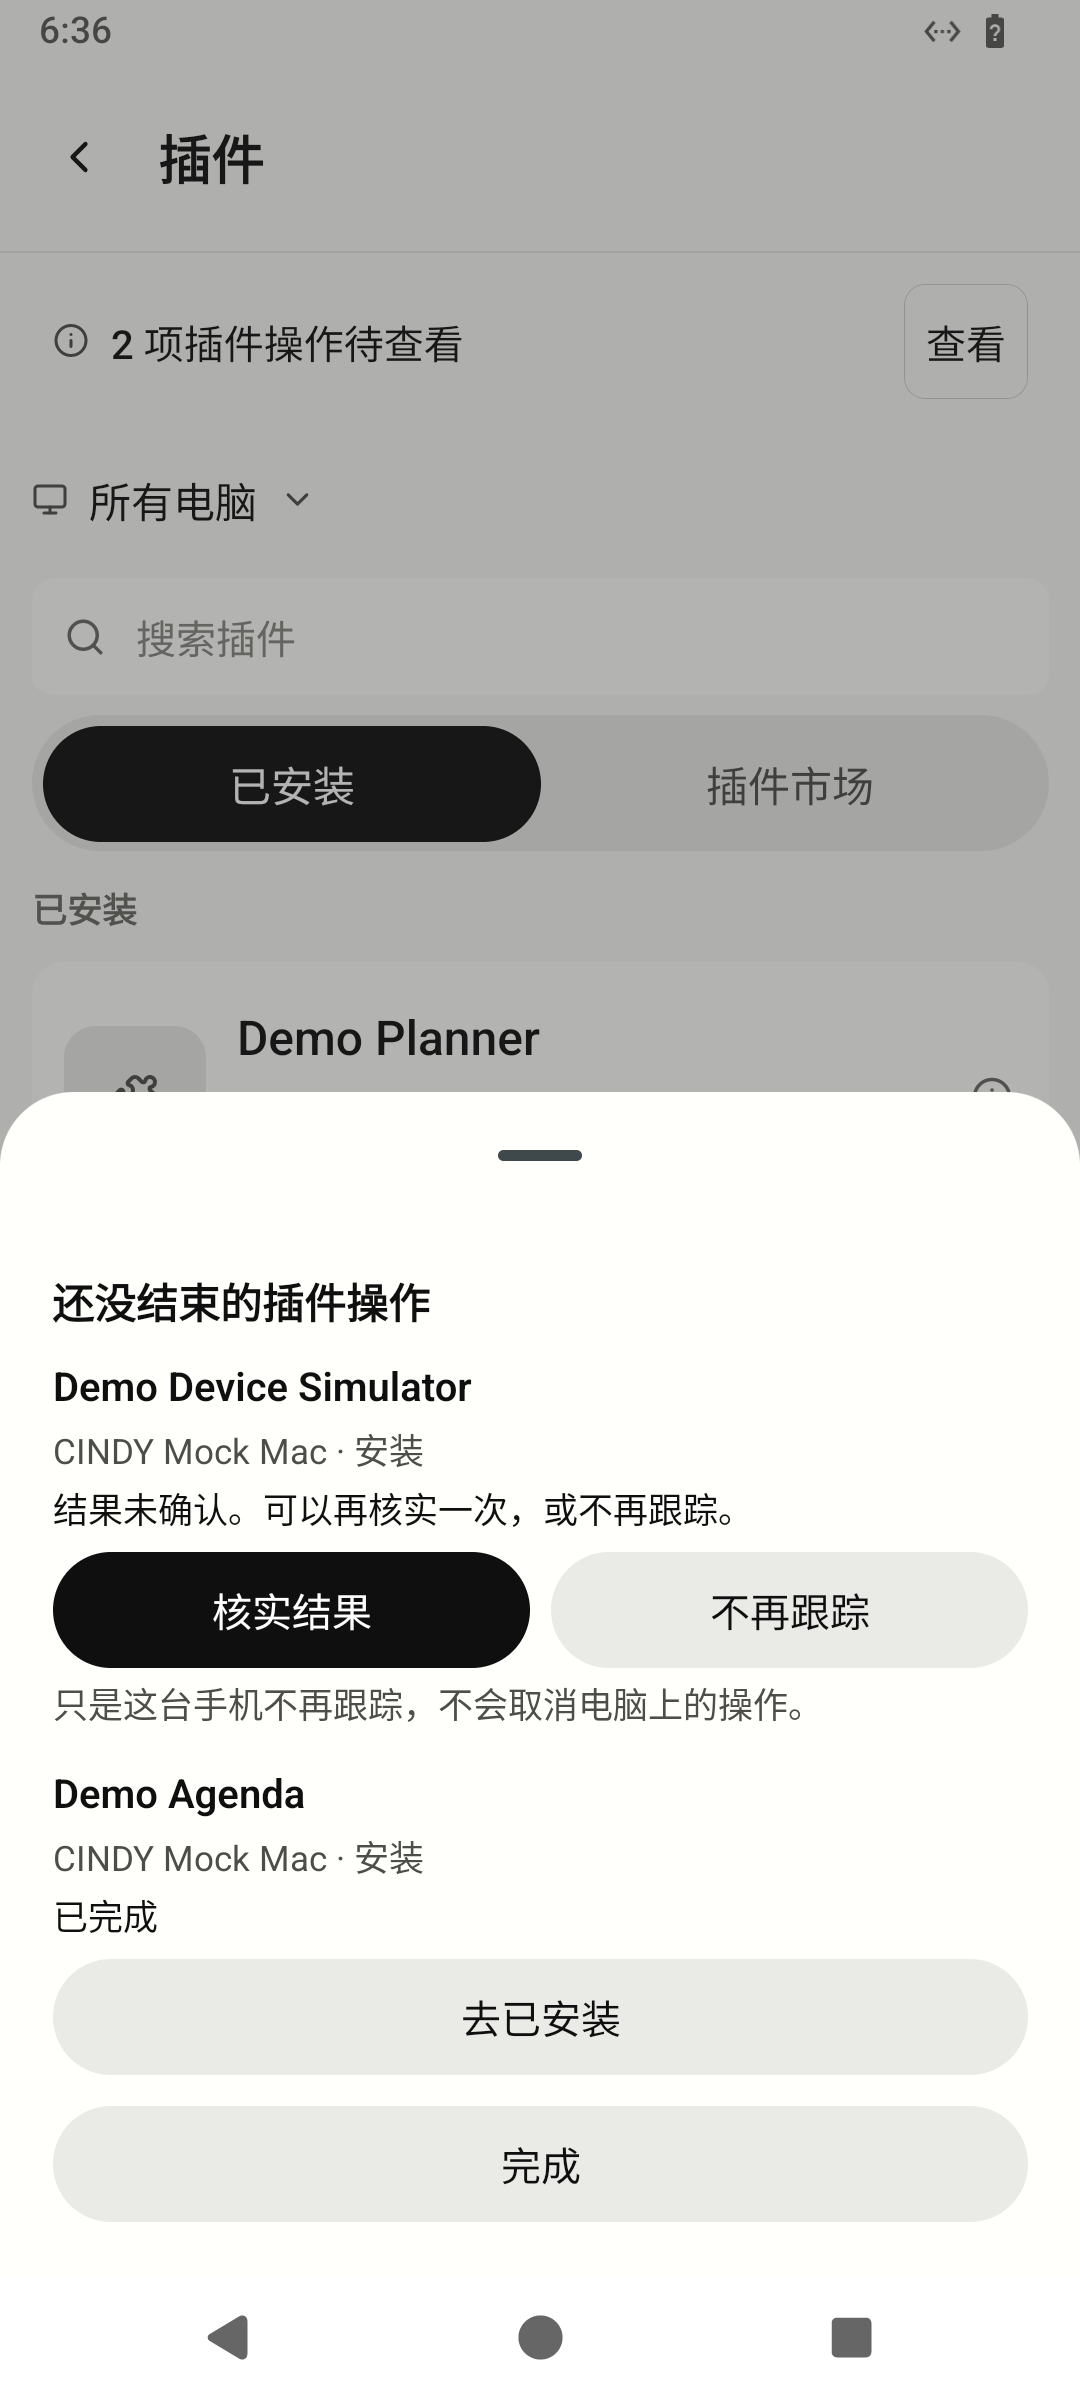 6:36
插件
2 项插件操作待查看
查看
所有电脑
搜索插件
已安装
插件市场
已安装
Demo Planner
还没结束的插件操作
Demo Device Simulator
CINDY Mock Mac · 安装
结果未确认。可以再核实一次，或不再跟踪。
核实结果
不再跟踪
只是这台手机不再跟踪，不会取消电脑上的操作。
Demo Agenda
CINDY Mock Mac · 安装
已完成
去已安装
完成